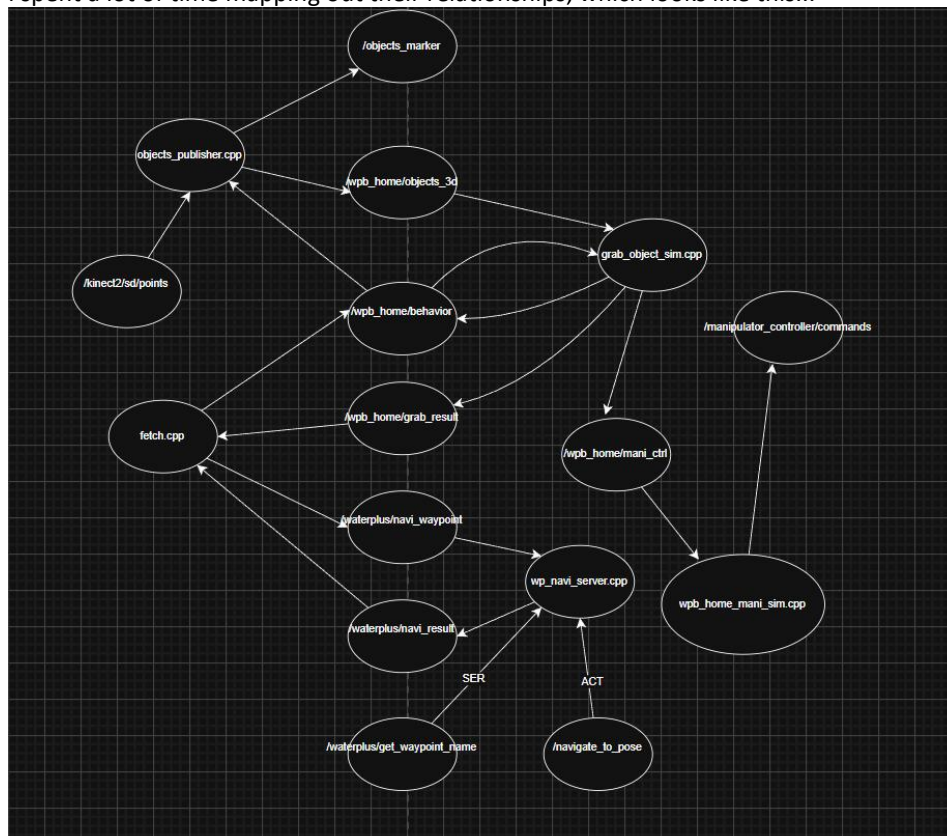 I spent a lot of time mapping out their relationships, which looks like this...
/objects_marker
objects_publisher.cpp
/wpb_home/objects_3d
grab_object_sim.cpp
/kinect2/sd/points
/wpb_home/behavior
/manipulator_controller/commands
/wpb_home/grab_result
fetch.cpp
/wpb_home/mani_ctrl
/waterplus/navi_waypoint
wp_navi_server.cpp
wpb_home_mani_sim.cpp
/waterplus/navi_result
SER
ACT
/waterplus/get_waypoint_name
/navigate_to_pose